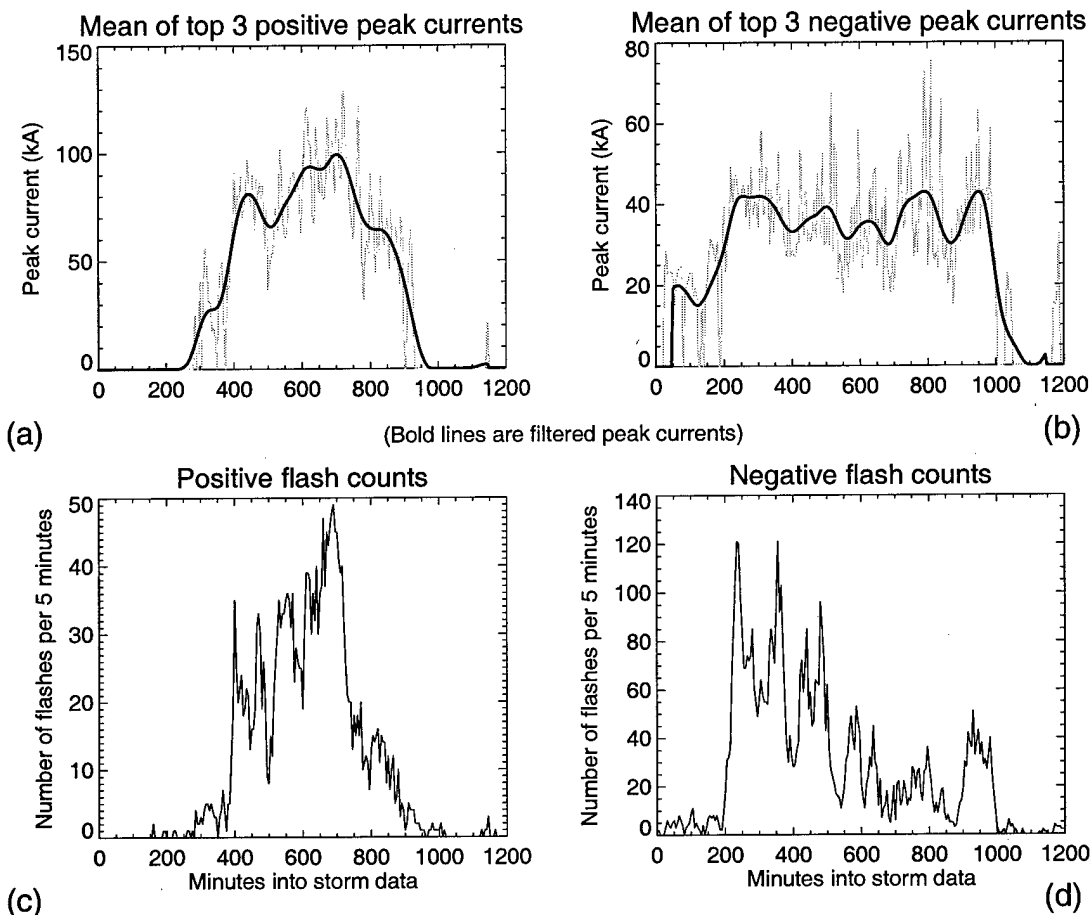 Mean of top 3 positive peak currents
Peak current (kA)
150
100
50
0
0 200 400 600 800 1000 1200
(a)
Mean of top 3 negative peak currents
Peak current (kA)
80
60
40
20
0
0 200 400 600 800 1000 1200
(b)
(Bold lines are filtered peak currents)
Positive flash counts
Number of flashes per 5 minutes
50
40
30
20
10
0
0 200 400 600 800 1000 1200
Minutes into storm data
(c)
Negative flash counts
Number of flashes per 5 minutes
140
120
100
80
60
40
20
0
0 200 400 600 800 1000 1200
Minutes into storm data
(d)